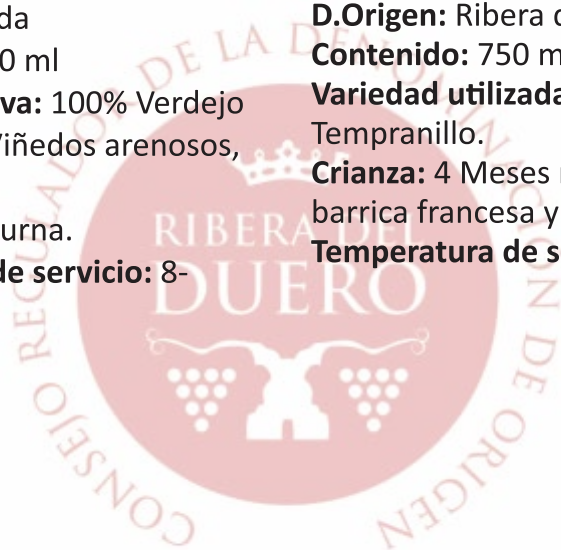 da
0 ml
va: 100% Verdejo
Viñedos arenosos,
urna.
de servicio: 8-
D.Origen: Ribera d
Contenido: 750 m
Variedad utilizada
Tempranillo.
Crianza: 4 Meses
barrica francesa y
Temperatura de s
CONSEJO REGULADOR DE LA DENOMINACIÓN DE ORIGEN
RIBERA DEL
DUERO